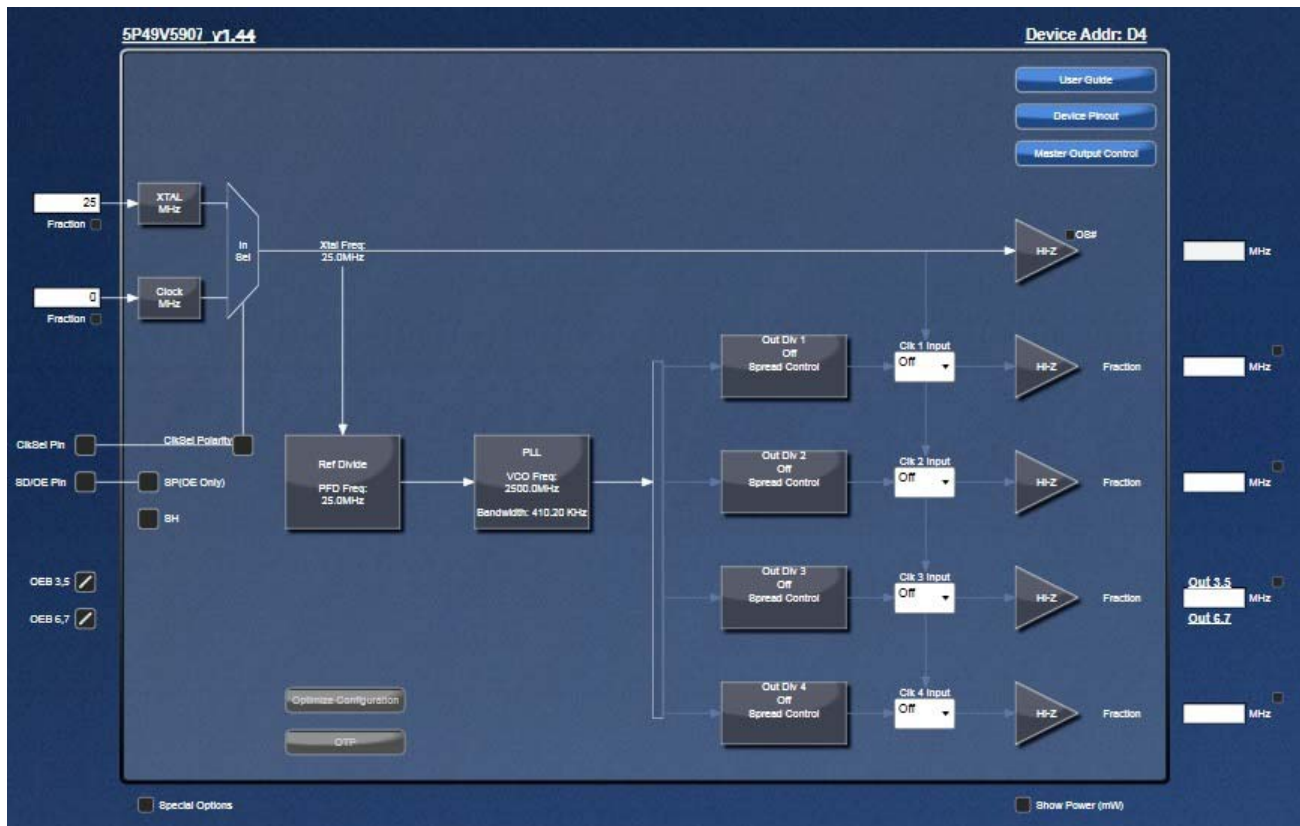 5P49V5907 v1.44
Device Addr: D4
User Guide
Device Pinout
Master Output Control
25
XTAL
MHz
Fraction
In
Sel
Xtal Freq:
25.0MHz
OS#
HI-Z
MHz
0
Clock
MHz
Fraction
Out Div 1
Off
Spread Control
Clk 1 Input
Off
HI-Z
Fraction
MHz
ClkSel Pin
ClkSel Polarity
SD/OE Pin
SP(OE Only)
SH
Ref Divide
PFD Freq:
25.0MHz
PLL
VCO Freq:
2500.0MHz
Bandwidth: 410.20 KHz
Out Div 2
Off
Spread Control
Clk 2 Input
Off
HI-Z
Fraction
MHz
OEB 3,5
OEB 6,7
Out Div 3
Off
Spread Control
Clk 3 Input
Off
HI-Z
Fraction
Out 3,5
MHz
Out 6,7
Optimize Configuration
OTP
Out Div 4
Off
Spread Control
Clk 4 Input
Off
HI-Z
Fraction
MHz
Special Options
Show Power (mW)